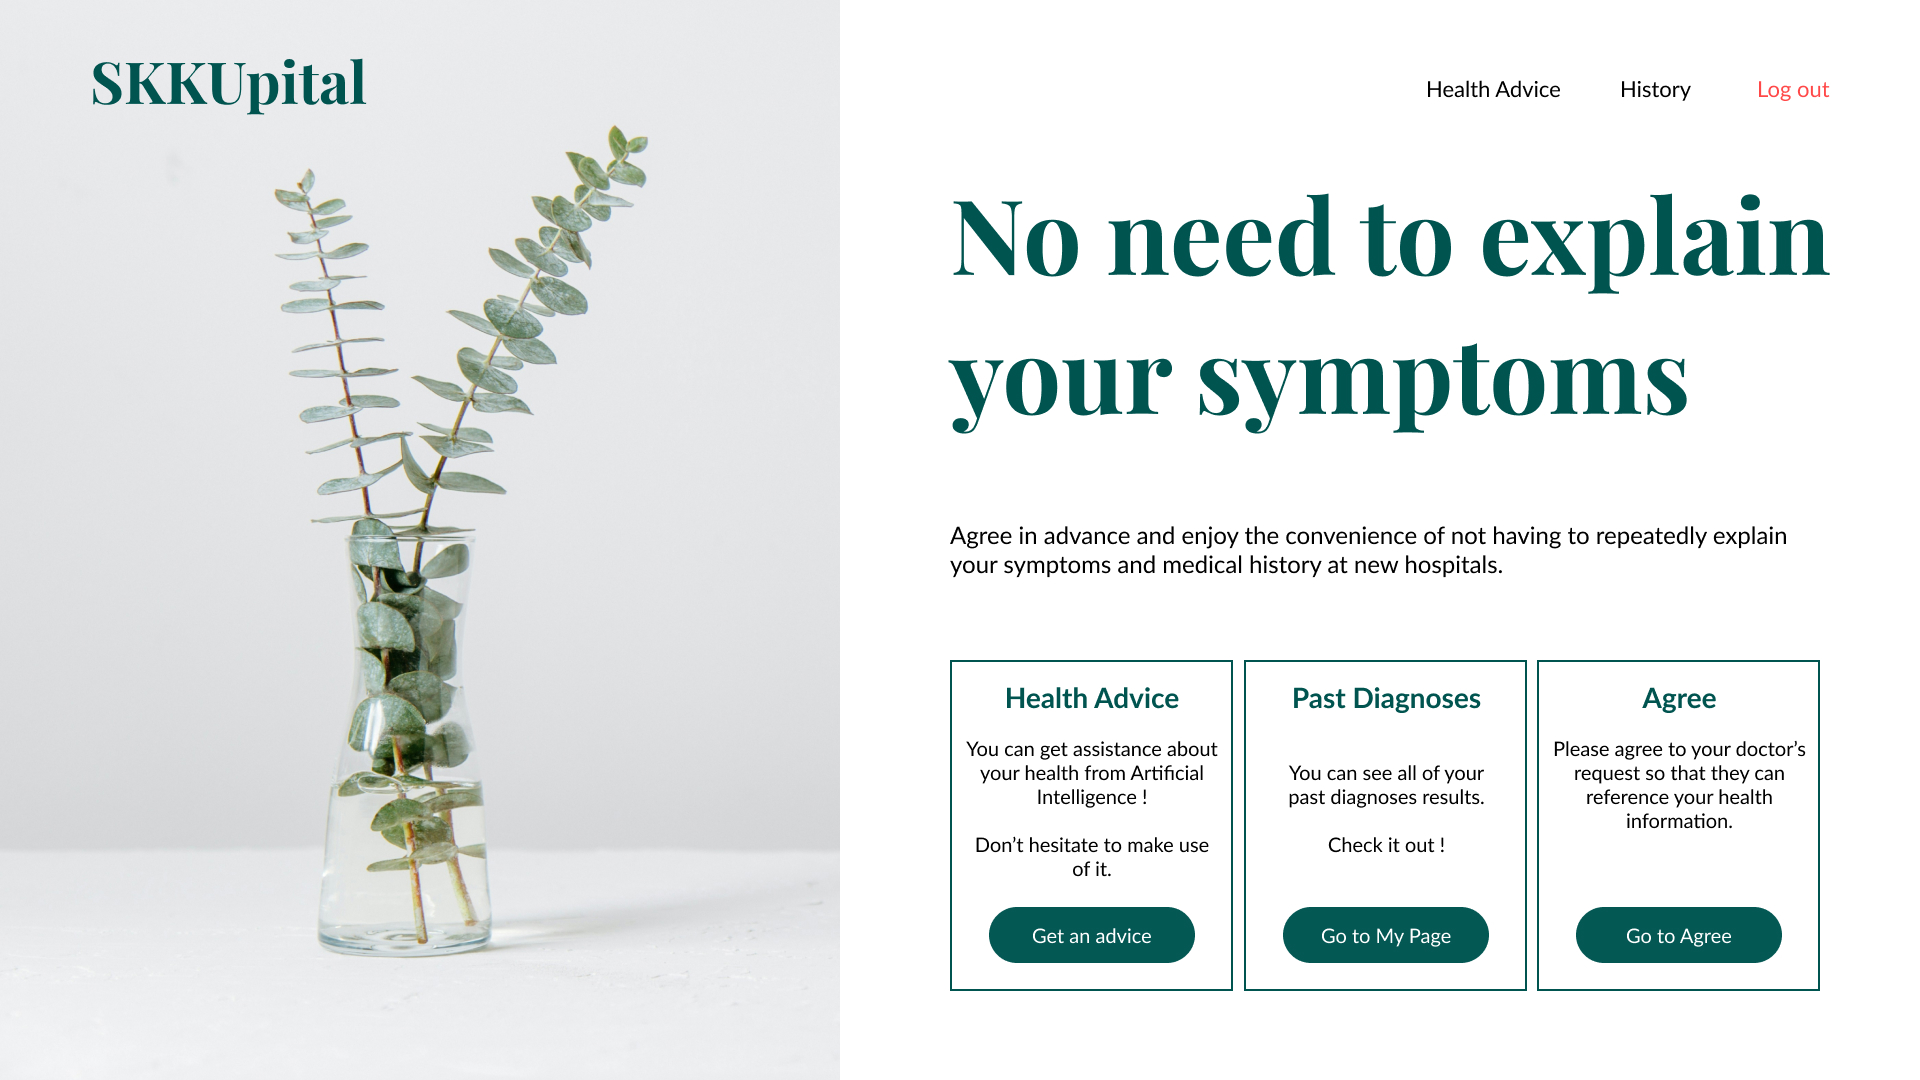 SKKUpital
Health Advice
History
Log out
No need to explain
your symptoms
Agree in advance and enjoy the convenience of not having to repeatedly explain
your symptoms and medical history at new hospitals.
Health Advice
You can get assistance about
your health from Artificial
Intelligence !
Don’t hesitate to make use
of it.
Get an advice
Past Diagnoses
You can see all of your
past diagnoses results.
Check it out !
Go to My Page
Agree
Please agree to your doctor’s
request so that they can
reference your health
information.
Go to Agree